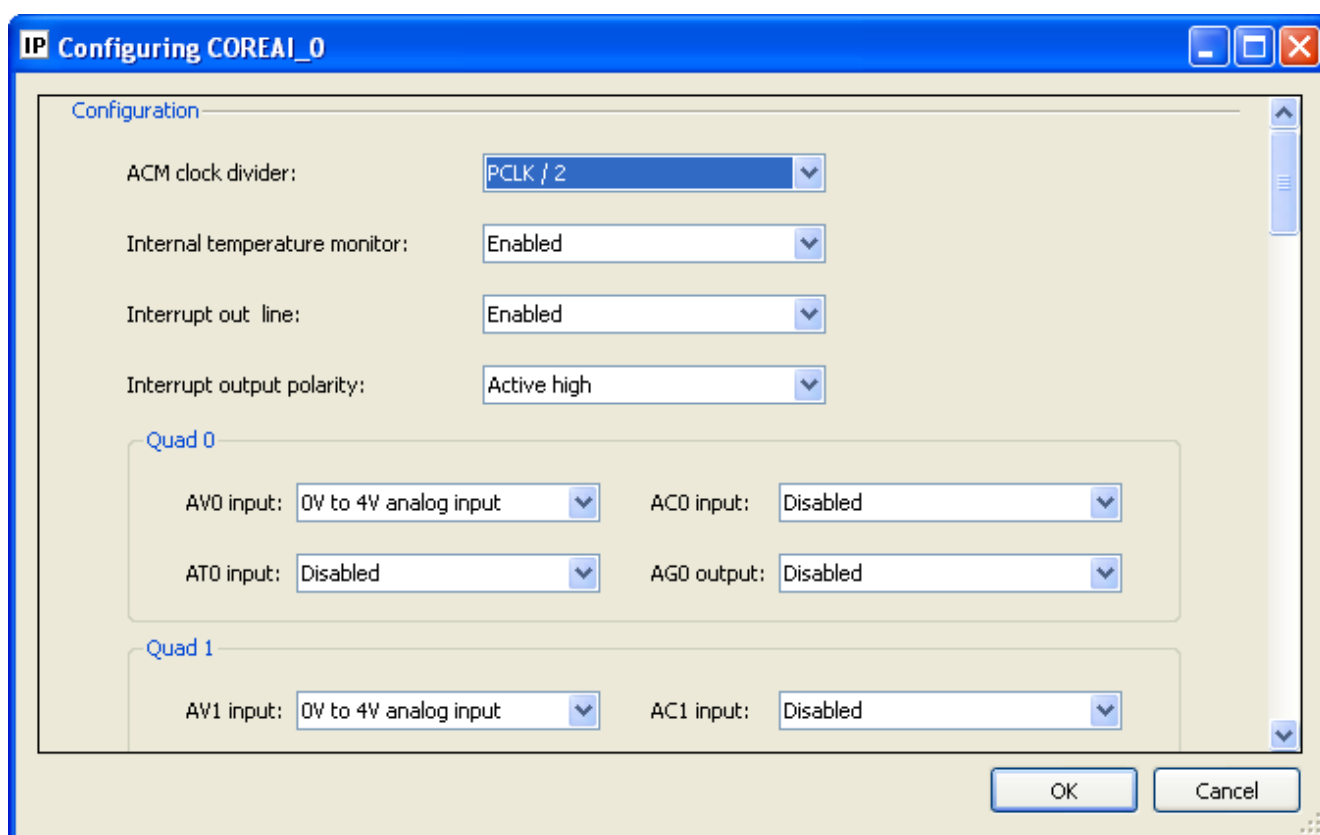 IP Configuring COREAI_0
Configuration
ACM clock divider: PCLK / 2
Internal temperature monitor: Enabled
Interrupt out line: Enabled
Interrupt output polarity: Active high
Quad 0
AV0 input: 0V to 4V analog input AC0 input: Disabled
AT0 input: Disabled AG0 output: Disabled
Quad 1
AV1 input: 0V to 4V analog input AC1 input: Disabled
OK Cancel